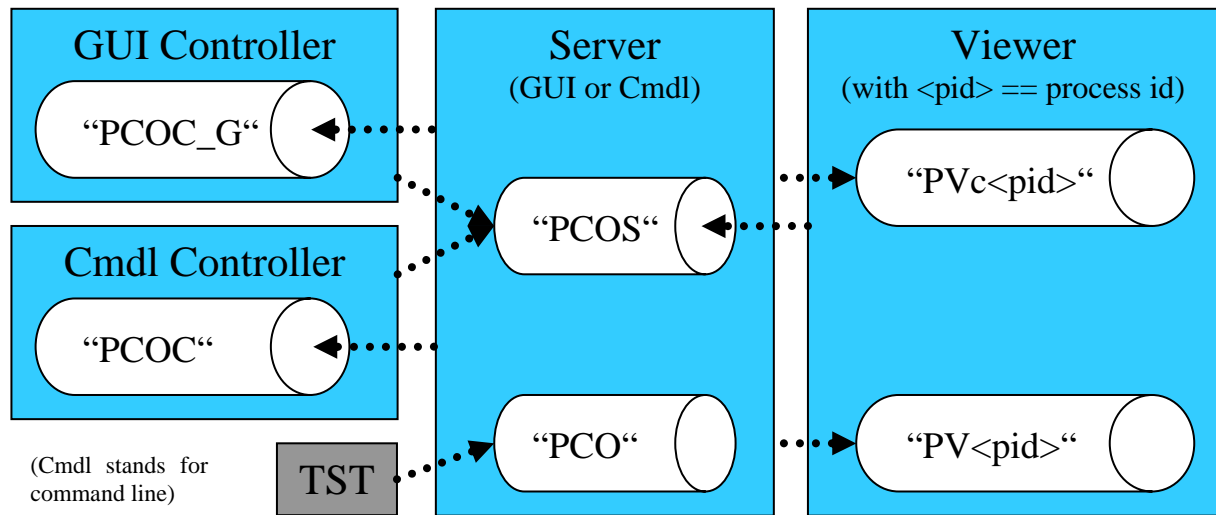 GUI Controller
“PCOC_G“
Cmdl Controller
“PCOC“
(Cmdl stands for
command line)
TST
Server
(GUI or Cmdl)
“PCOS“
“PCO“
Viewer
(with <pid> == process id)
“PVc<pid>“
“PV<pid>“